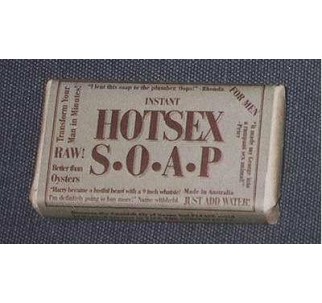 "I lent this soap to the plumber Oops!" - Rhonda
Transform Your
Man in Minutes!
INSTANT
FOR MEN
HOTSEX
S·O·A·P
RAW!
Better than
Oysters
"Harry became a lustful beast with a 9 inch whatsit!"
Made in Australia
"I'm definitely going to buy more!" Name withheld.
JUST ADD WATER!